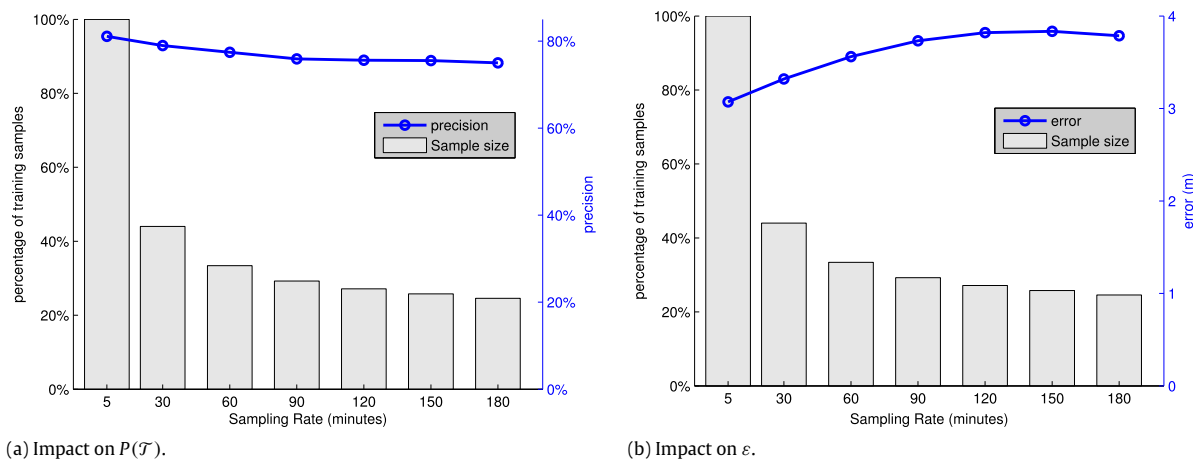 100%
80%
60%
40%
20%
0%
percentage of training samples
precision
Sample size
80%
60%
40%
20%
0%
precision
5 30 60 90 120 150 180
Sampling Rate (minutes)
(a) Impact on P(𝒯).
100%
80%
60%
40%
20%
0%
percentage of training samples
error
Sample size
4
3
2
1
0
error (m)
5 30 60 90 120 150 180
Sampling Rate (minutes)
(b) Impact on ε.